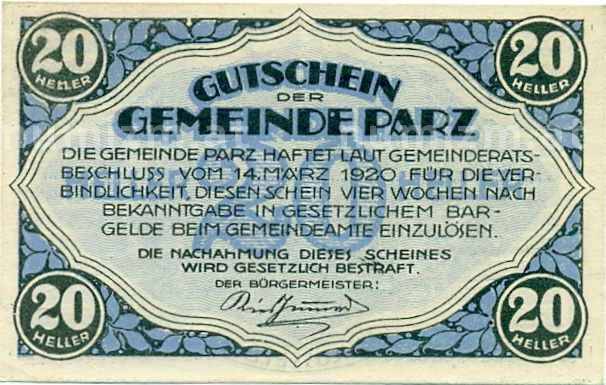 20 HELLER
20 HELLER
GUTSCHEIN
DER
GEMEINDE PARZ
DIE GEMEINDE PARZ HAFTET LAUT GEMEINDERATS-
BESCHLUSS VOM 14. MÄRZ 1920 FÜR DIE VER-
BINDLICHKEIT, DIESEN SCHEIN VIER WOCHEN NACH
BEKANNTGABE IN GESETZLICHEM BAR-
GELDE BEIM GEMEINDEAMTE EINZULÖSEN.
DIE NACHAHMUNG DIESES SCHEINES
WIRD GESETZLICH BESTRAFT.
DER BÜRGERMEISTER:
20 HELLER
20 HELLER